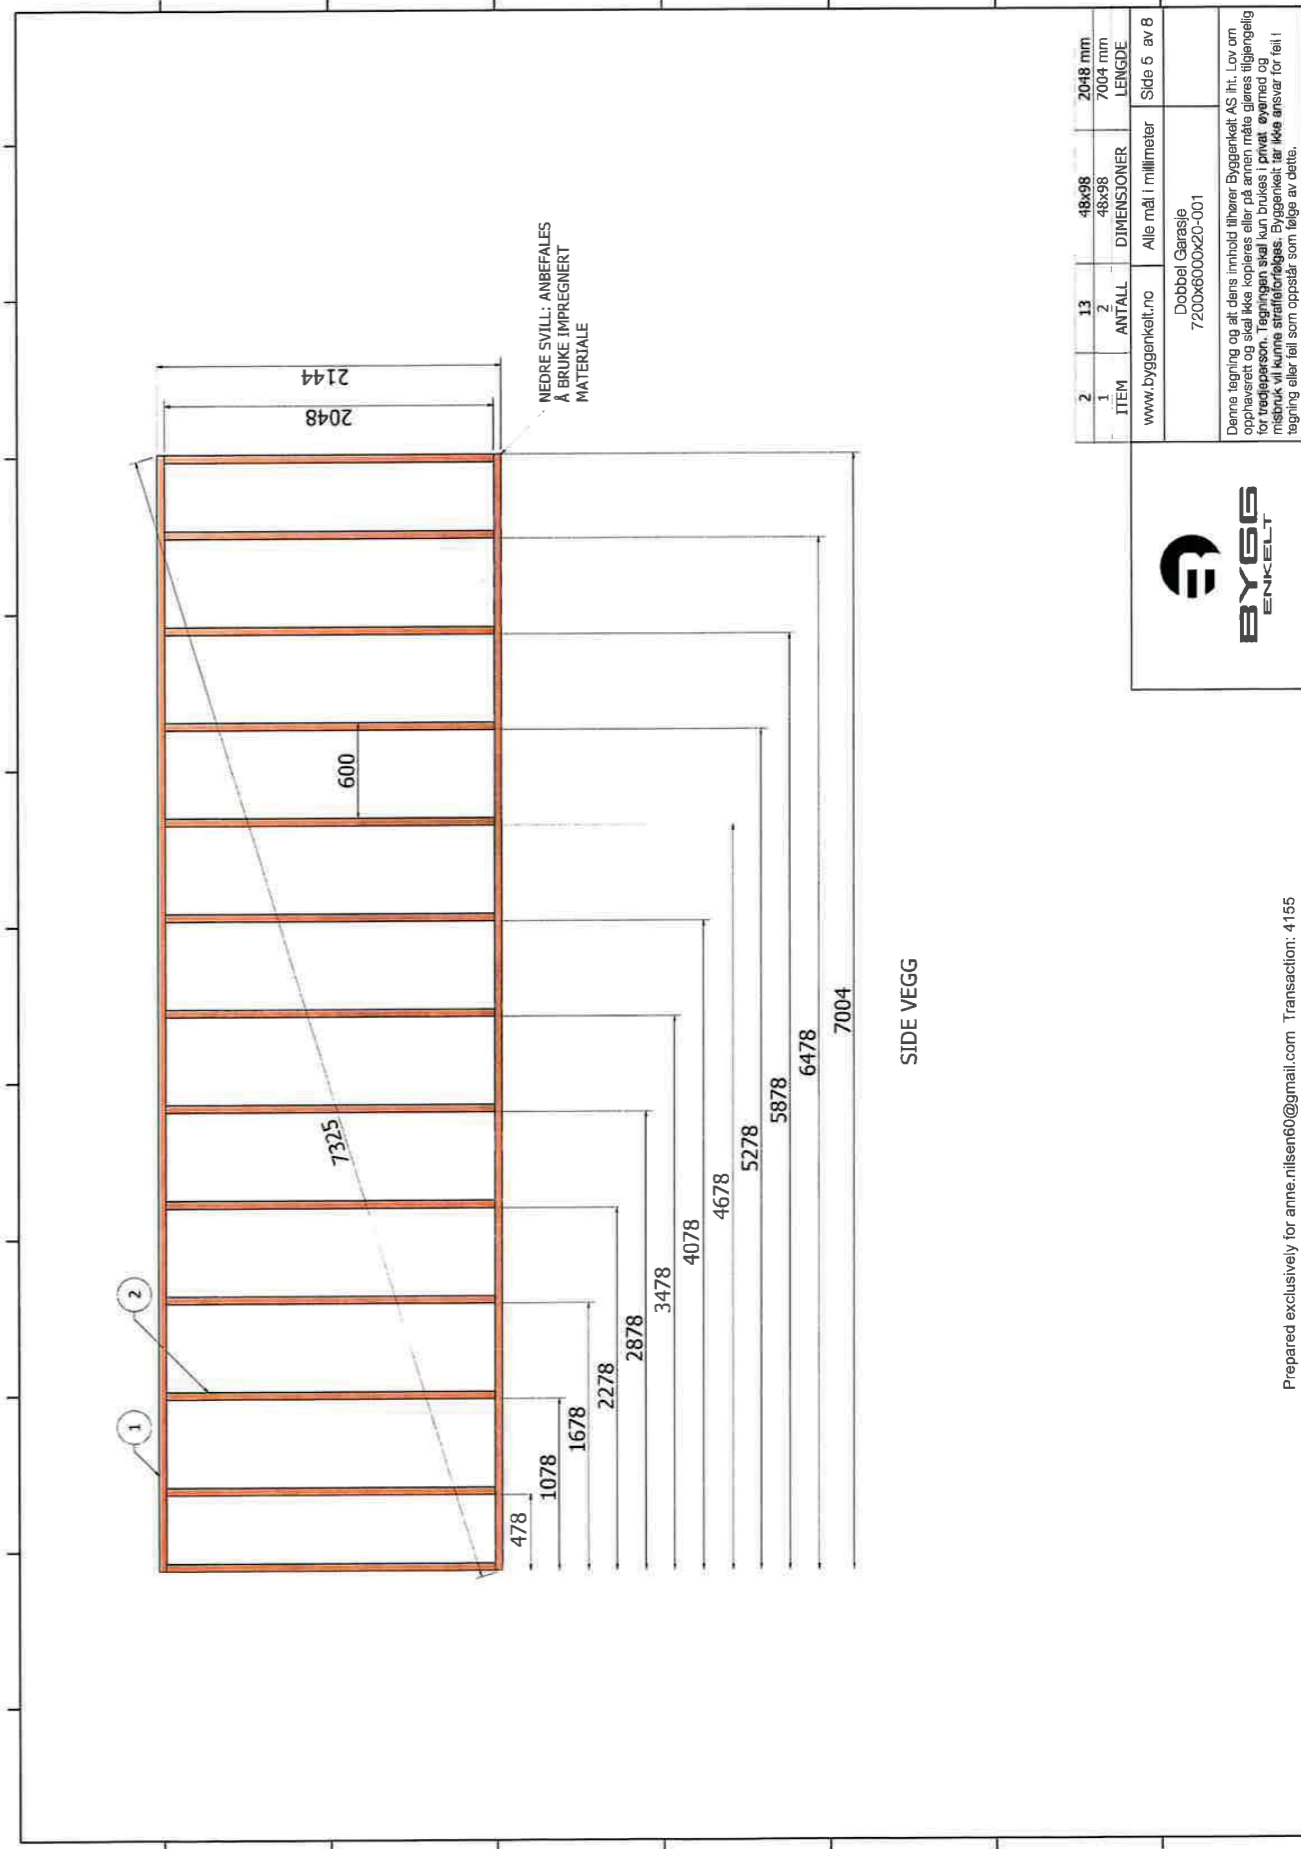 1
2
7325
600
2048
2144
NEDRE SVILL: ANBEFALES
Å BRUKE IMPREGNERT
MATERIALE
478
1078
1678
2278
2878
3478
4078
4678
5278
5878
6478
7004
SIDE VEGG
2 13 48x98 2048 mm
1 2 48x98 7004 mm
ITEM ANTALL DIMENSJONER LENGDE
www.byggenkelt.no Alle mål i millimeter Side 5 av 8
Dobbel Garasje
7200x6000x20-001
Denne tegning og alt dens innhold tilhører Byggenkelt AS iht. Lov om
opphavsrett og skal ikke kopieres eller på annen måte gjøres tilgjengelig
for tredjeperson. Tegningen skal kun brukes i privat øyemed og
misbruk vil kunne straffeforfølges. Byggenkelt tar ikke ansvar for feil i
tegning eller feil som oppstår som følge av dette.
BYGG
ENKELT
Prepared exclusively for anne.nilsen60@gmail.com Transaction: 4155